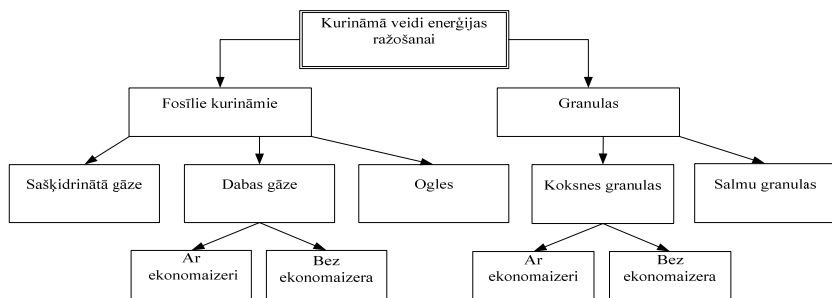 Kurināmā veidi enerģijas
ražošanai
Fosīlie kurināmie
Granulas
Sašķidrinātā gāze
Dabas gāze
Ogles
Koksnes granulas
Salmu granulas
Ar
ekonomaizeri
Bez
ekonomaizera
Ar
ekonomaizeri
Bez
ekonomaizera